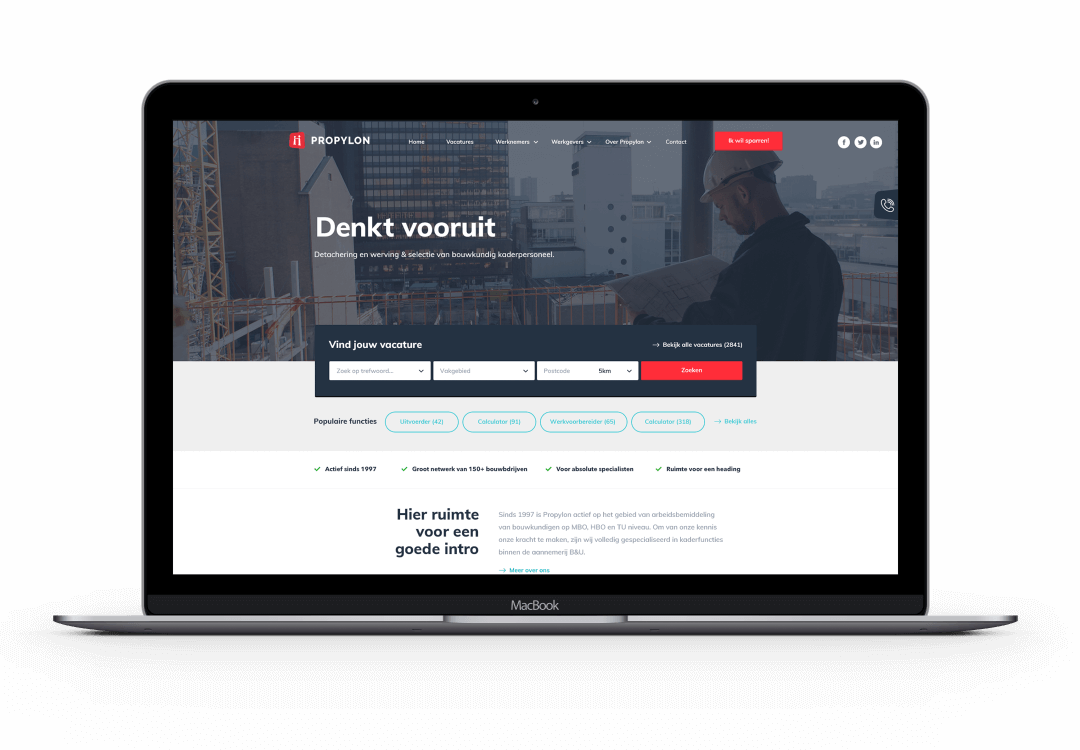 PROPYLON
Home Vacatures Werknemers Werkgevers Over Propylon Contact Ik wil sparren!
Denkt vooruit
Detachering en werving & selectie van bouwkundig kaderpersoneel.
Vind jouw vacature
Bekijk alle vacatures (2841)
Zoek op trefwoord... Vakgebied Postcode 5km Zoeken
Populaire functies Uitvoerder (42) Calculator (91) Werkvoorbereider (65) Calculator (318) Bekijk alles
Actief sinds 1997 Groot netwerk van 150+ bouwbdrijven Voor absolute specialisten Ruimte voor een heading
Hier ruimte
voor een
goede intro
Sinds 1997 is Propylon actief op het gebied van arbeidsbemiddeling
van bouwkundigen op MBO, HBO en TU niveau. Om van onze kennis
onze kracht te maken, zijn wij volledig gespecialiseerd in kaderfuncties
binnen de aannemerij B&U.
Meer over ons
MacBook